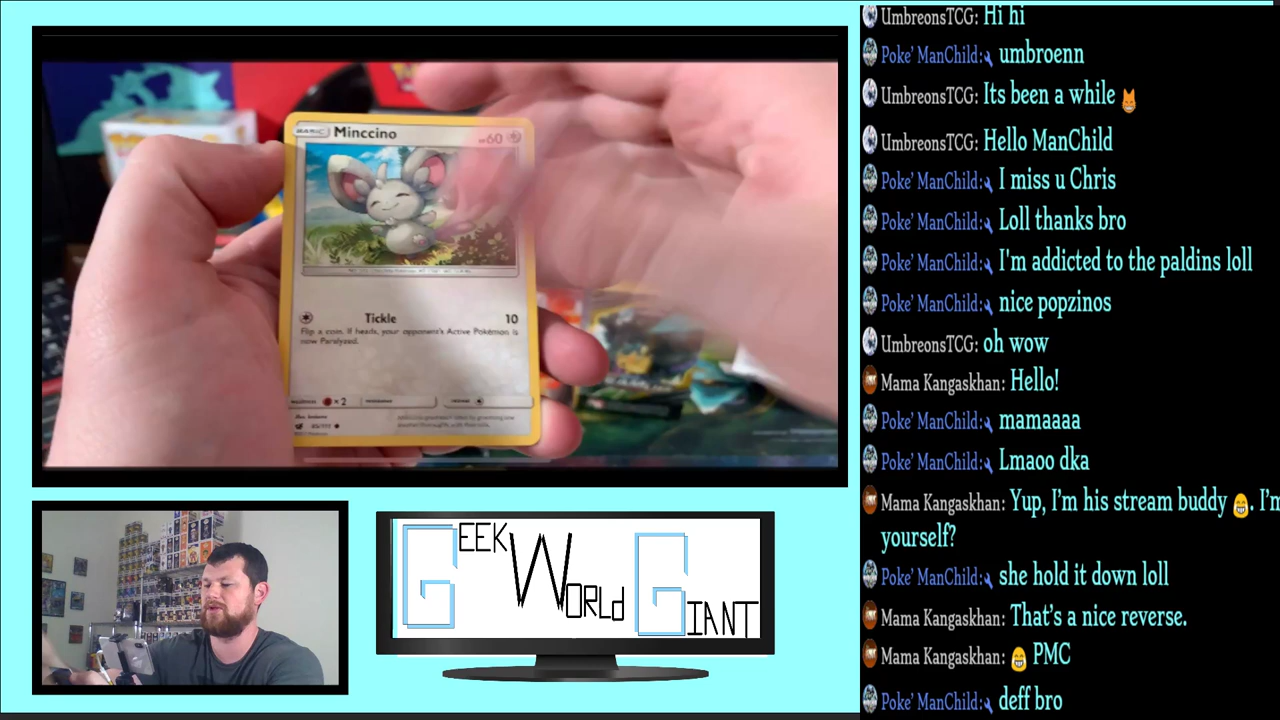 BASIC Minccino 60
Tickle 10
Flip a coin. If heads, your opponent's Active Pokémon is
now Paralyzed.
×2
GEEK WORLD GIANT
UmbreonsTCG: Hi hi
Poke' ManChild: umbroenn
UmbreonsTCG: Its been a while
UmbreonsTCG: Hello ManChild
Poke' ManChild: I miss u Chris
Poke' ManChild: Loll thanks bro
Poke' ManChild: I'm addicted to the paldins loll
Poke' ManChild: nice popzinos
UmbreonsTCG: oh wow
Mama Kangaskhan: Hello!
Poke' ManChild: mamaaaa
Poke' ManChild: Lmaoo dka
Mama Kangaskhan: Yup, I'm his stream buddy 😁. I'm
yourself?
Poke' ManChild: she hold it down loll
Mama Kangaskhan: That's a nice reverse.
Mama Kangaskhan: 😁 PMC
Poke' ManChild: deff bro